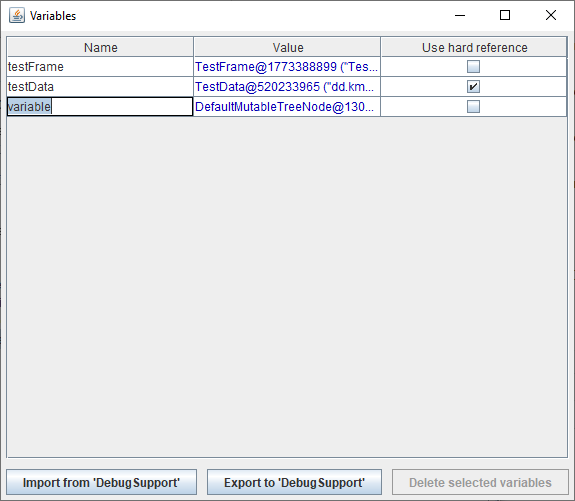 Variables
Name Value Use hard reference
testFrame TestFrame@1773388899 ("Tes...
testData TestData@520233965 ("dd.km...
variable DefaultMutableTreeNode@130...
Import from 'DebugSupport' Export to 'DebugSupport' Delete selected variables